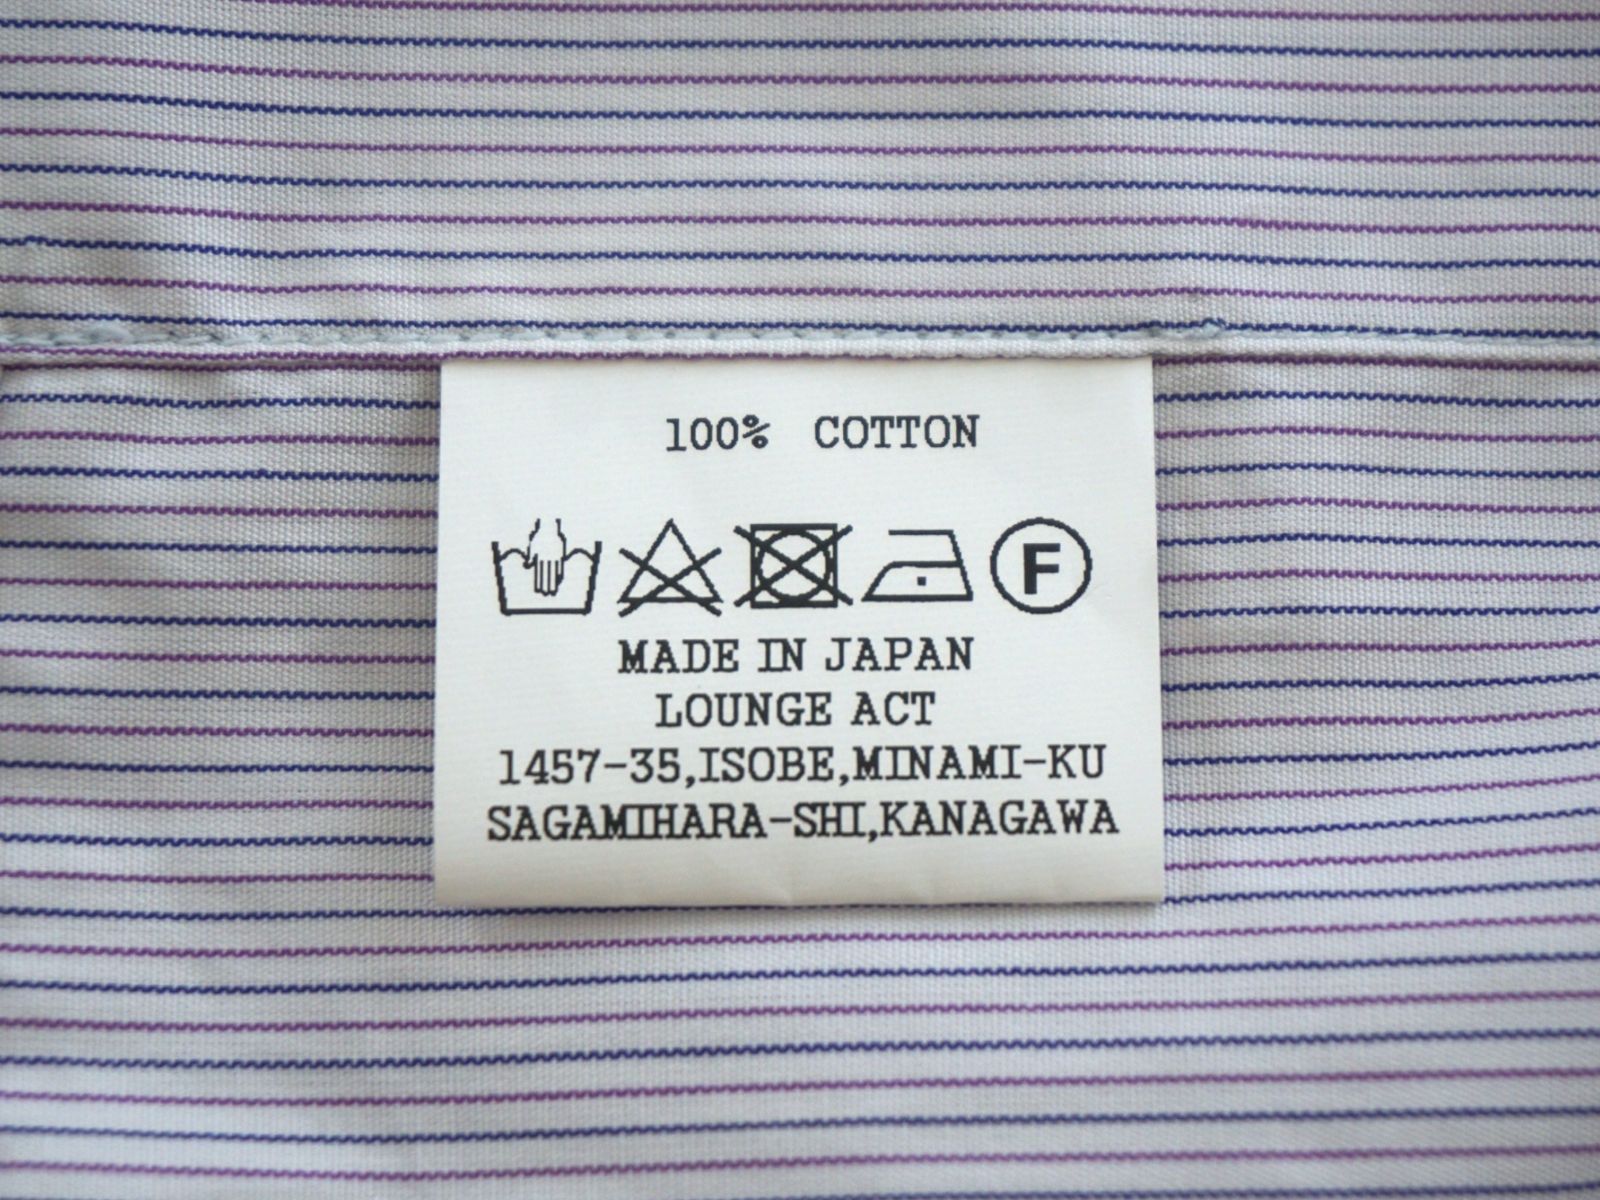 100% COTTON
F
MADE IN JAPAN
LOUNGE ACT
1457-35,ISOBE,MINAMI-KU
SAGAMIHARA-SHI,KANAGAWA